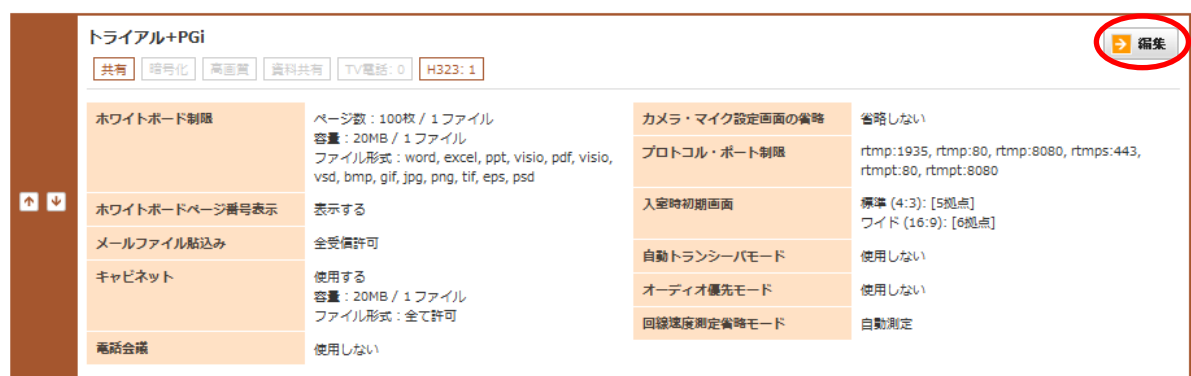 トライアル+PGi
編集
共有 暗号化 高画質 資料共有 TV電話: 0 H323: 1
ホワイトボード制限
ページ数：100枚 / 1ファイル
容量：20MB / 1ファイル
ファイル形式：word, excel, ppt, visio, pdf, visio,
vsd, bmp, gif, jpg, png, tif, eps, psd
ホワイトボードページ番号表示
表示する
メールファイル貼込み
全受信許可
キャビネット
使用する
容量：20MB / 1ファイル
ファイル形式：全て許可
電話会議
使用しない
カメラ・マイク設定画面の省略
省略しない
プロトコル・ポート制限
rtmp:1935, rtmp:80, rtmp:8080, rtmps:443,
rtmpt:80, rtmpt:8080
入室時初期画面
標準 (4:3): [5拠点]
ワイド (16:9): [6拠点]
自動トランシーバモード
使用しない
オーディオ優先モード
使用しない
回線速度測定省略モード
自動測定